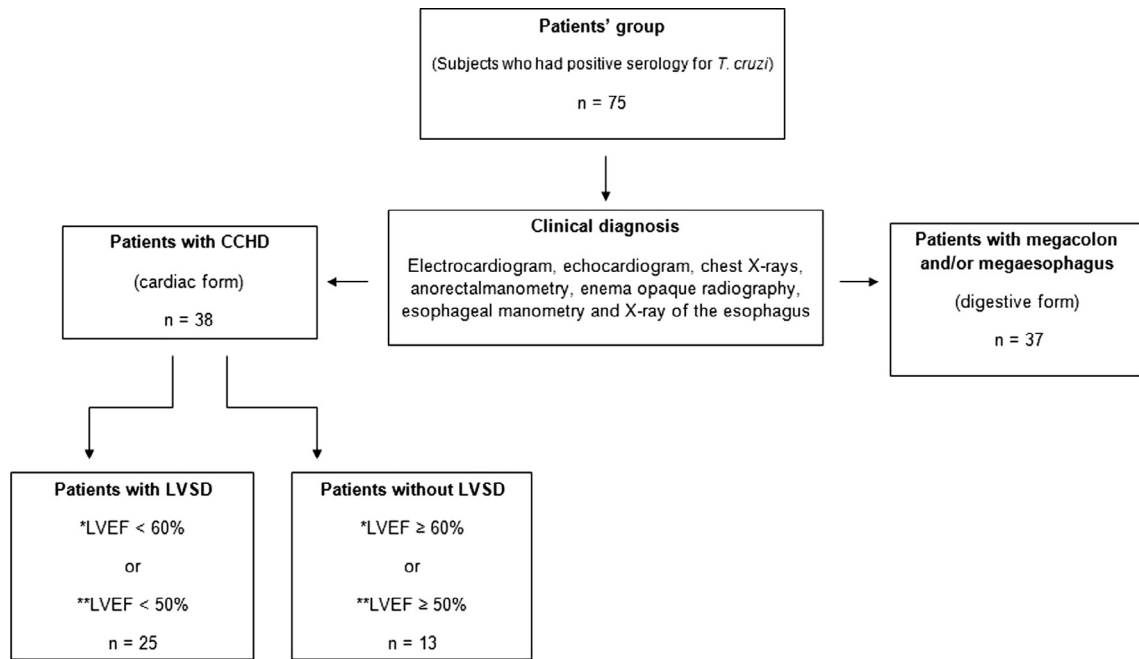 Patients' group
(Subjects who had positive serology for T. cruzi)
n = 75
Clinical diagnosis
Electrocardiogram, echocardiogram, chest X-rays,
anorectalmanometry, enema opaque radiography,
esophageal manometry and X-ray of the esophagus
Patients with CCHD
(cardiac form)
n = 38
Patients with megacolon
and/or megaesophagus
(digestive form)
n = 37
Patients with LVSD
*LVEF < 60%
or
**LVEF < 50%
n = 25
Patients without LVSD
*LVEF ≥ 60%
or
**LVEF ≥ 50%
n = 13